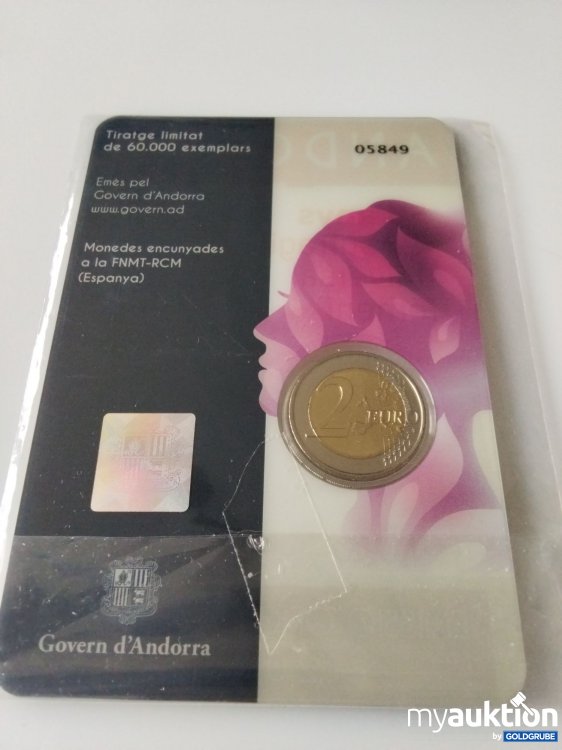 Tiratge limitat
de 60.000 exemplars
05849
Emès pel
Govern d'Andorra
www.govern.ad
Monedes encunyades
a la FNMT-RCM
(Espanya)
2 EURO
Govern d'Andorra
myauktion
by GOLDGRUBE